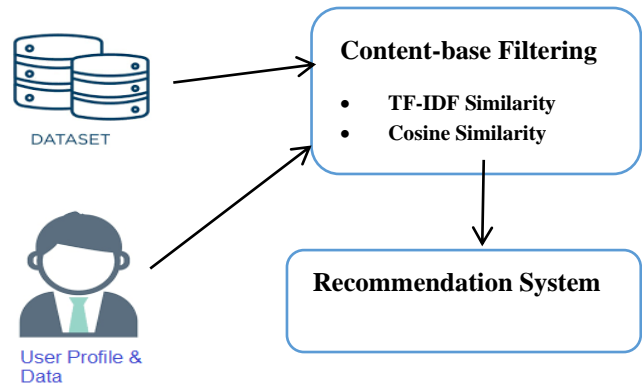 Content-base Filtering
• TF-IDF Similarity
• Cosine Similarity
DATASET
Recommendation System
User Profile &
Data